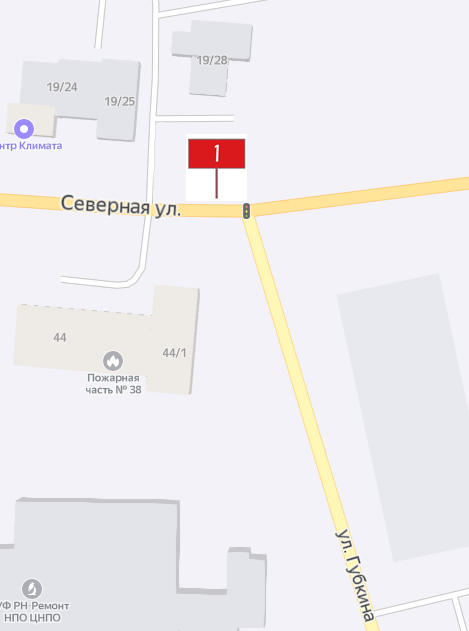 19/28
19/24
19/25
нтр Климата
1
Северная ул.
44
44/1
Пожарная
часть № 38
ул. Губкина
УФ РН-Ремонт
НПО ЦНПО